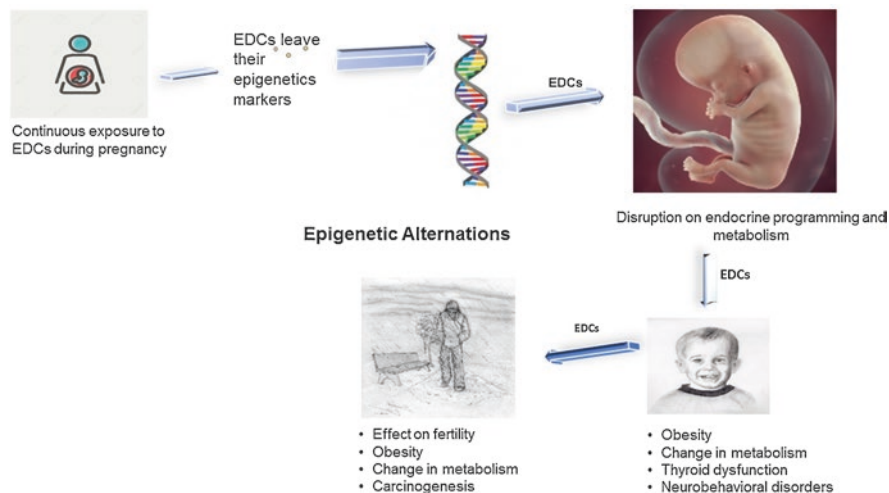 EDCs leave
their
epigenetics
markers
EDCs
Continuous exposure to
EDCs during pregnancy
Disruption on endocrine programming and
metabolism
Epigenetic Alternations
EDCs
EDCs
• Effect on fertility
• Obesity
• Change in metabolism
• Carcinogenesis
• Obesity
• Change in metabolism
• Thyroid dysfunction
• Neurobehavioral disorders